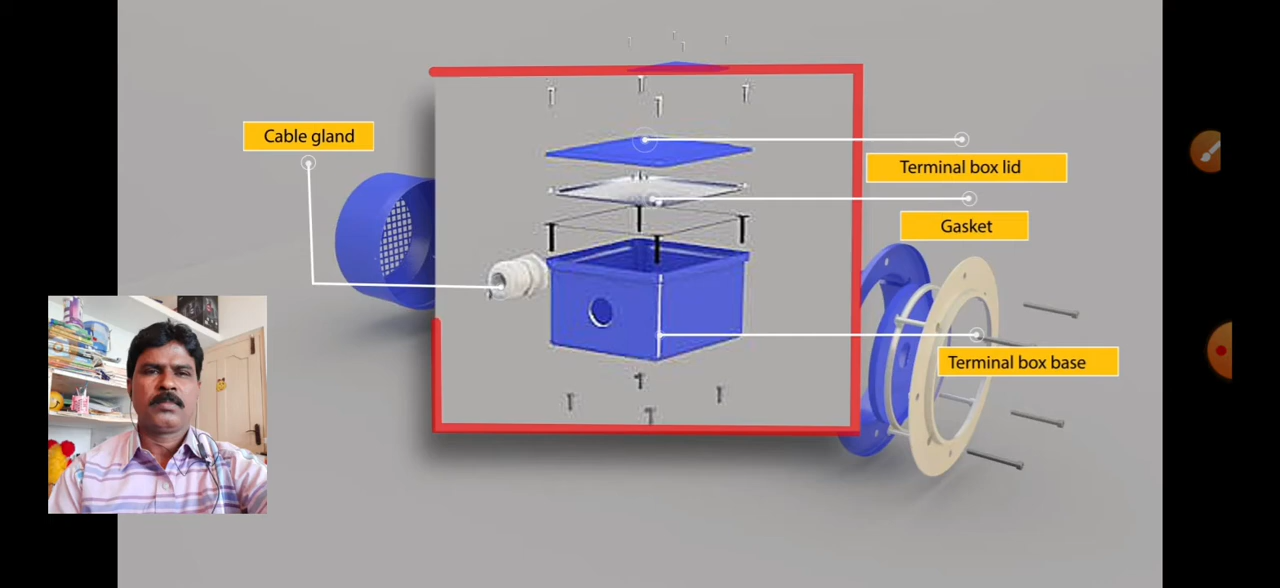 Cable gland
Terminal box lid
Gasket
Terminal box base